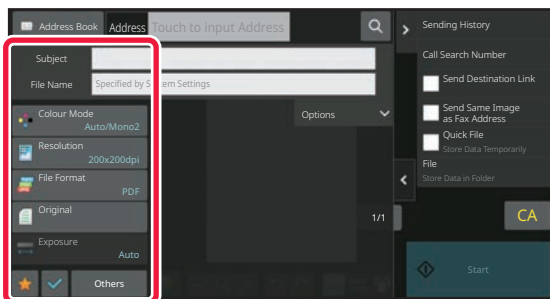 Address Book
Address
Touch to input Address
Subject
File Name
Specified by System Settings
Colour Mode
Auto/Mono2
Resolution
200x200dpi
File Format
PDF
Original
Exposure
Auto
Others
Options
1/1
Sending History
Call Search Number
Send Destination Link
Send Same Image
as Fax Address
Quick File
Store Data Temporarily
File
Store Data in Folder
CA
Start